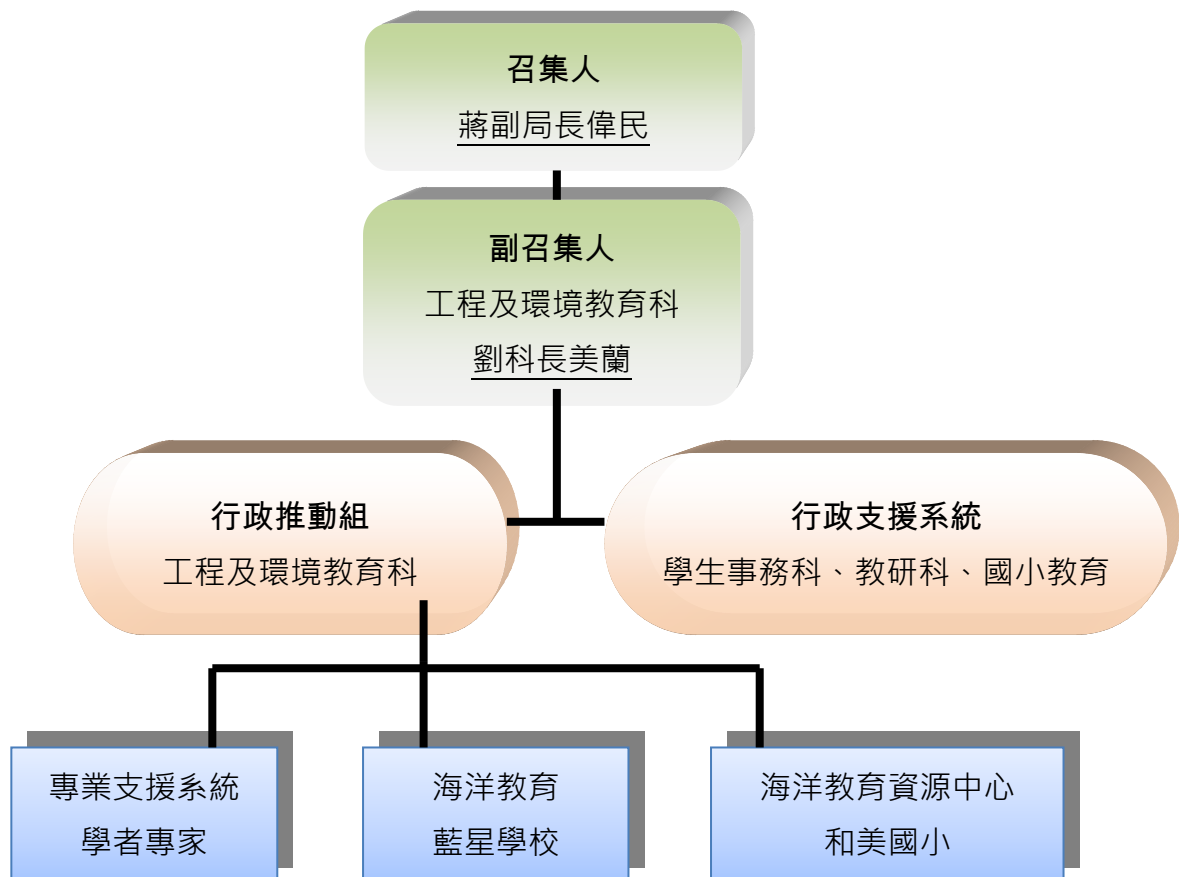 召集人
蔣副局長偉民
副召集人
工程及環境教育科
劉科長美蘭
行政推動組
工程及環境教育科
行政支援系統
學生事務科、教研科、國小教育
專業支援系統
學者專家
海洋教育
藍星學校
海洋教育資源中心
和美國小